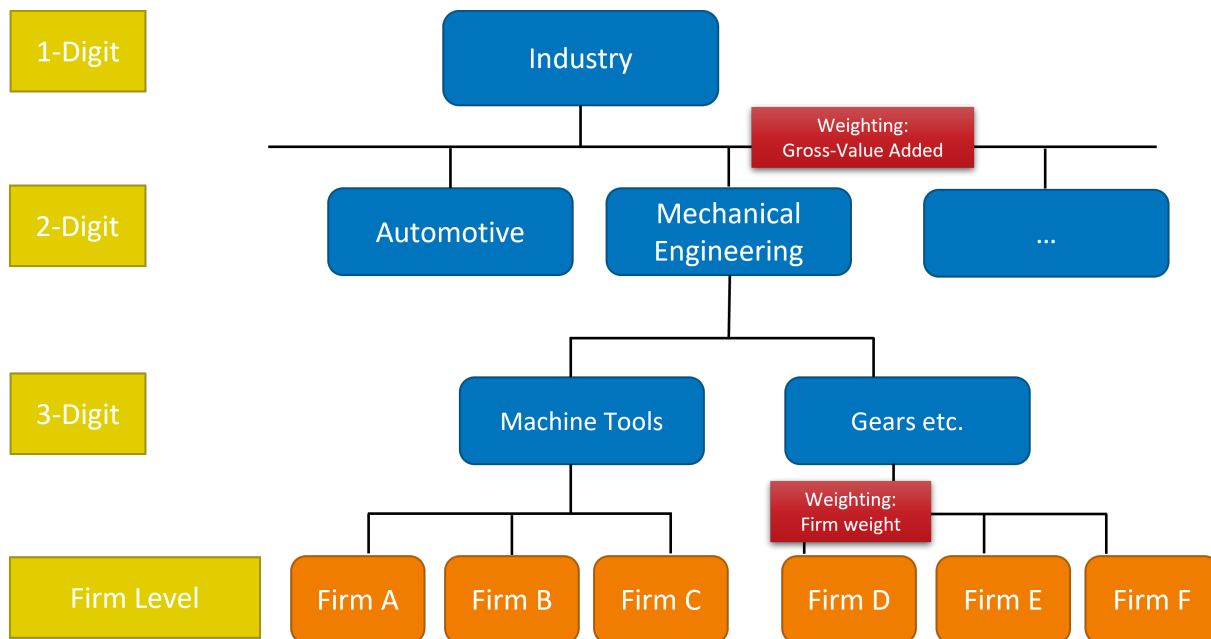 1-Digit
Industry
Weighting:
Gross-Value Added
2-Digit
Automotive
Mechanical
Engineering
...
3-Digit
Machine Tools
Gears etc.
Weighting:
Firm weight
Firm Level
Firm A
Firm B
Firm C
Firm D
Firm E
Firm F